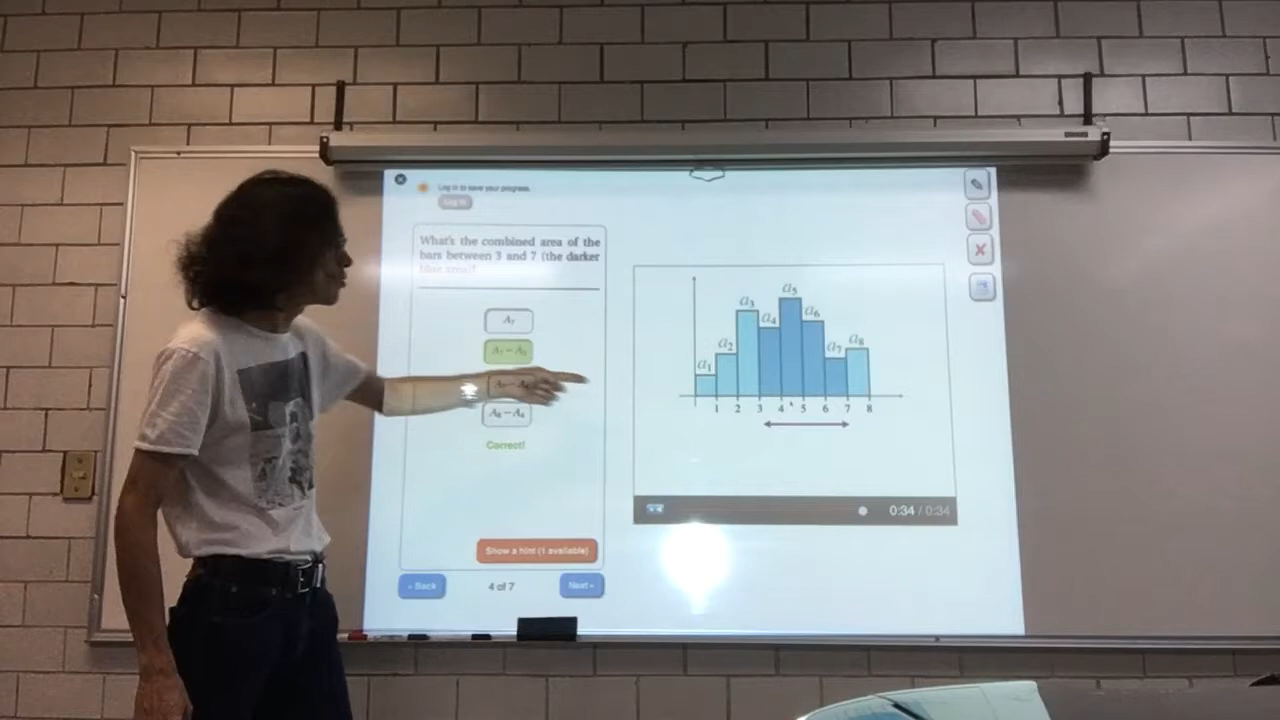 Log in to save your progress.
Log in
What's the combined area of the
bars between 3 and 7 (the darker
blue area)?
A₇
A₇ − A₃
A₈ − A₄
Correct!
Show a hint (1 available)
« Back
4 of 7
Next »
a₁
a₂
a₃
a₄
a₅
a₆
a₇
a₈
1 2 3 4 5 6 7 8
0:34 / 0:34